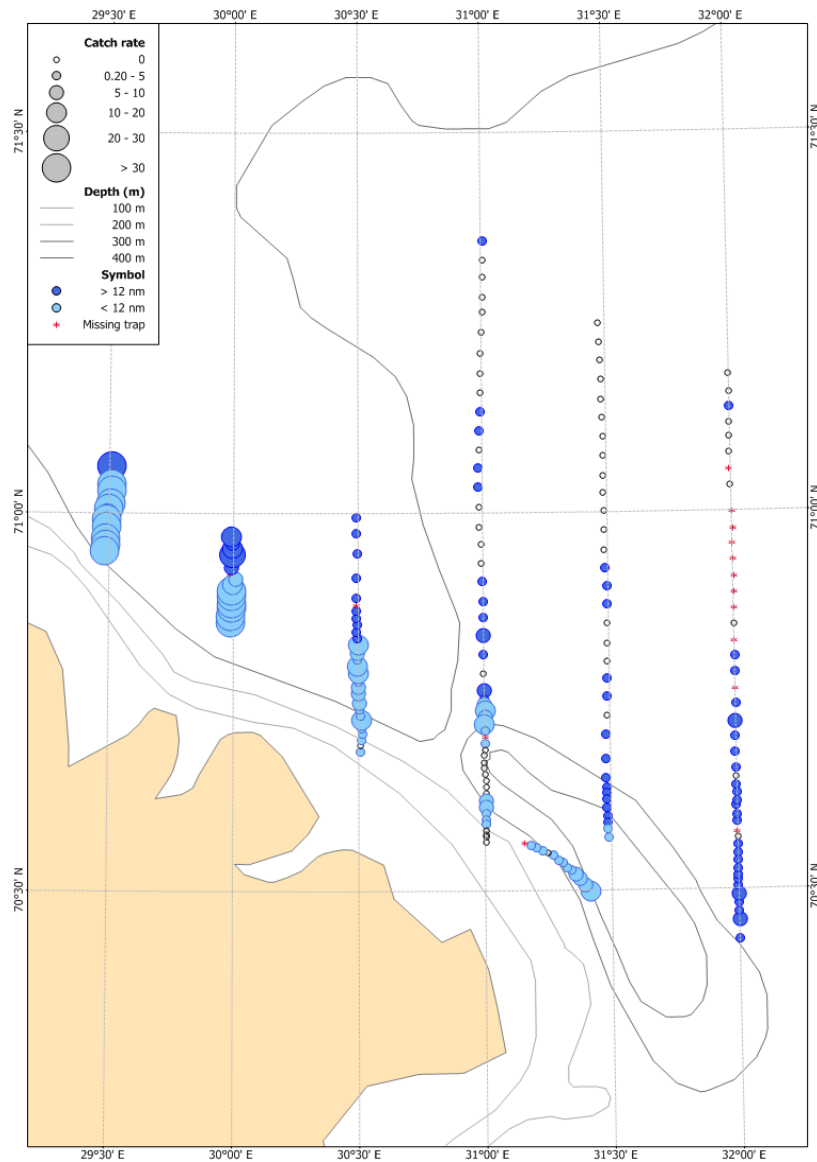 29°30' E 30°00' E 30°30' E 31°00' E 31°30' E 32°00' E
Catch rate
0
0.20 - 5
5 - 10
10 - 20
20 - 30
> 30
Depth (m)
100 m
200 m
300 m
400 m
Symbol
> 12 nm
< 12 nm
Missing trap
71°30' N
71°30' N
71°00' N
71°00' N
70°30' N
70°30' N
29°30' E 30°00' E 30°30' E 31°00' E 31°30' E 32°00' E